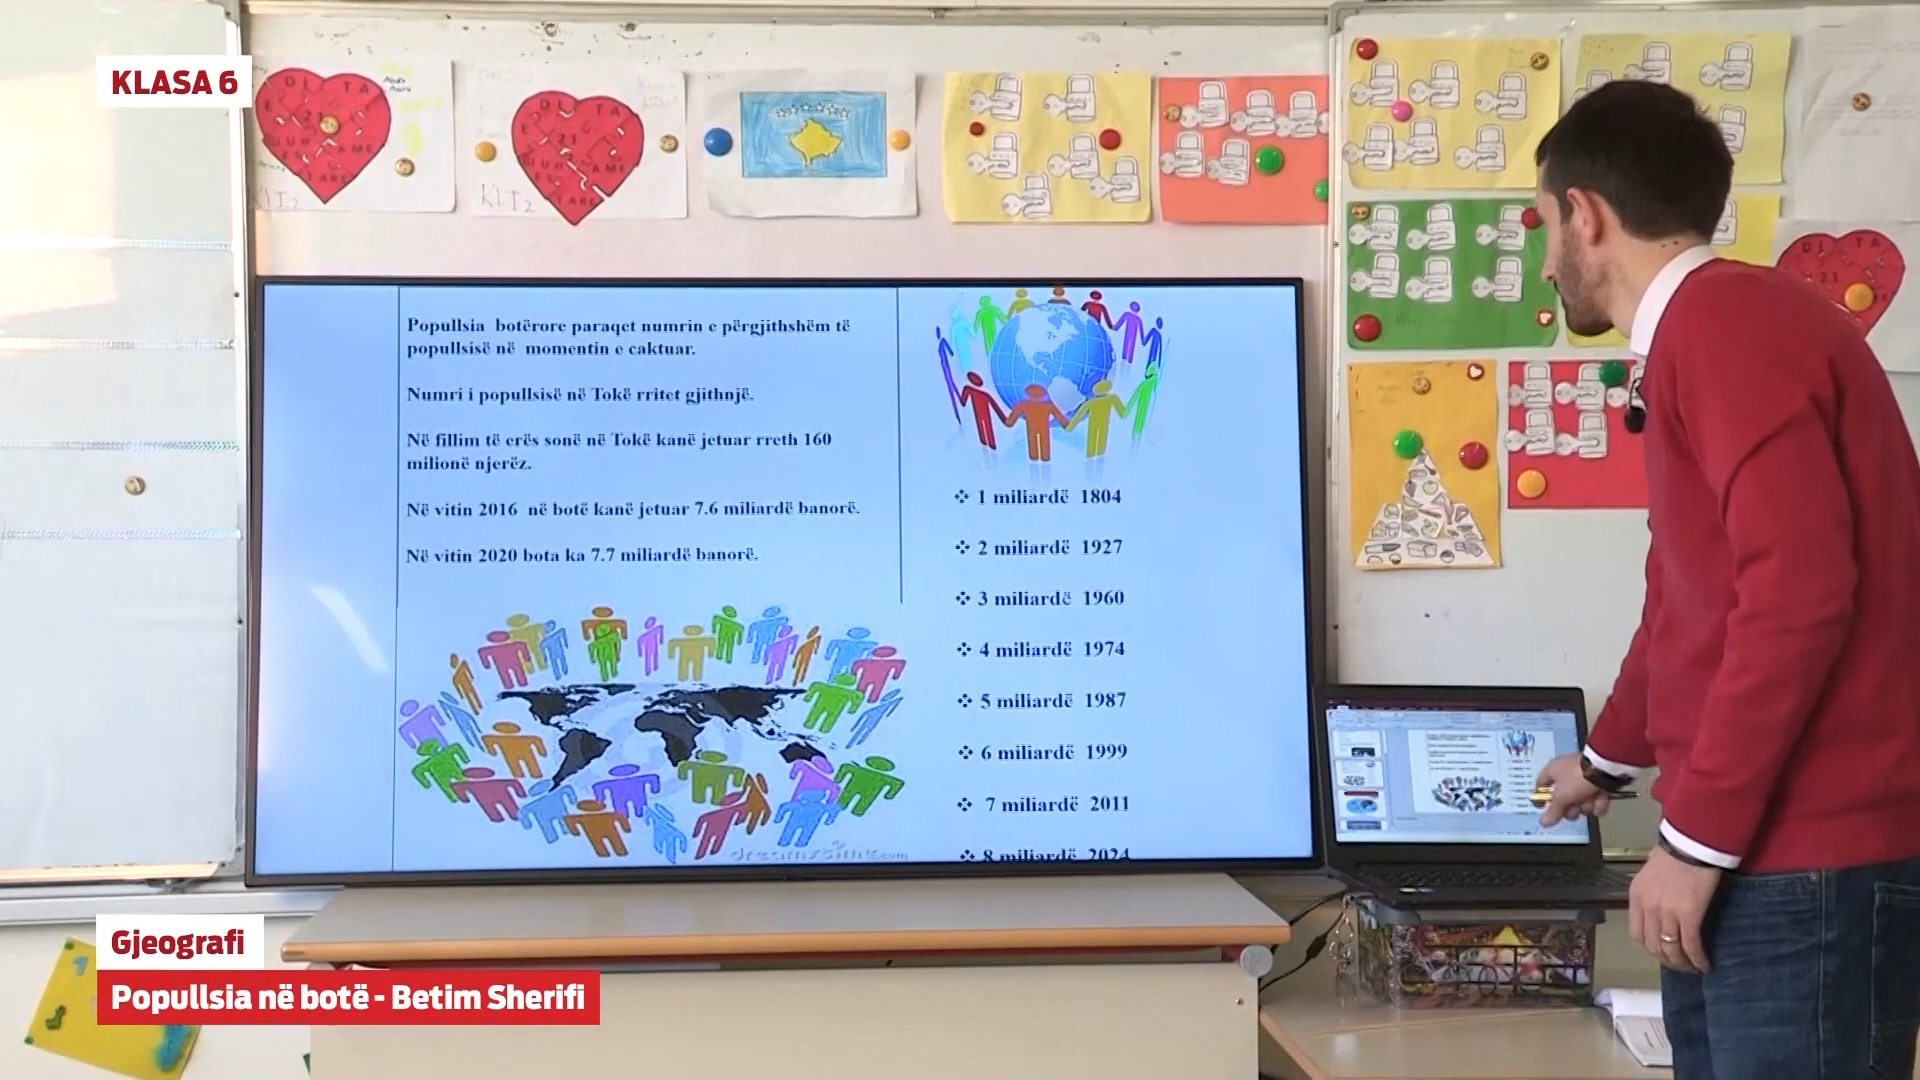 KLASA 6
Popullsia botërore paraqet numrin e përgjithshëm të
popullsisë në momentin e caktuar.
Numri i popullsisë në Tokë rritet gjithnjë.
Në fillim të erës sonë në Tokë kanë jetuar rreth 160
milionë njerëz.
Në vitin 2016 në botë kanë jetuar 7.6 miliardë banorë.
Në vitin 2020 bota ka 7.7 miliardë banorë.
1 miliardë 1804
2 miliardë 1927
3 miliardë 1960
4 miliardë 1974
5 miliardë 1987
6 miliardë 1999
7 miliardë 2011
8 miliardë 2024
Gjeografi
Popullsia në botë - Betim Sherifi